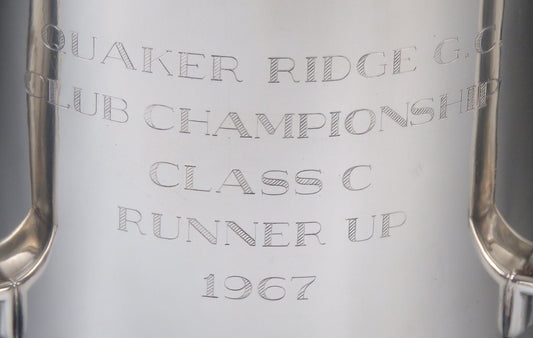 QUAKER RIDGE G.C.
CLUB CHAMPIONSHIP
CLASS C
RUNNER UP
1967